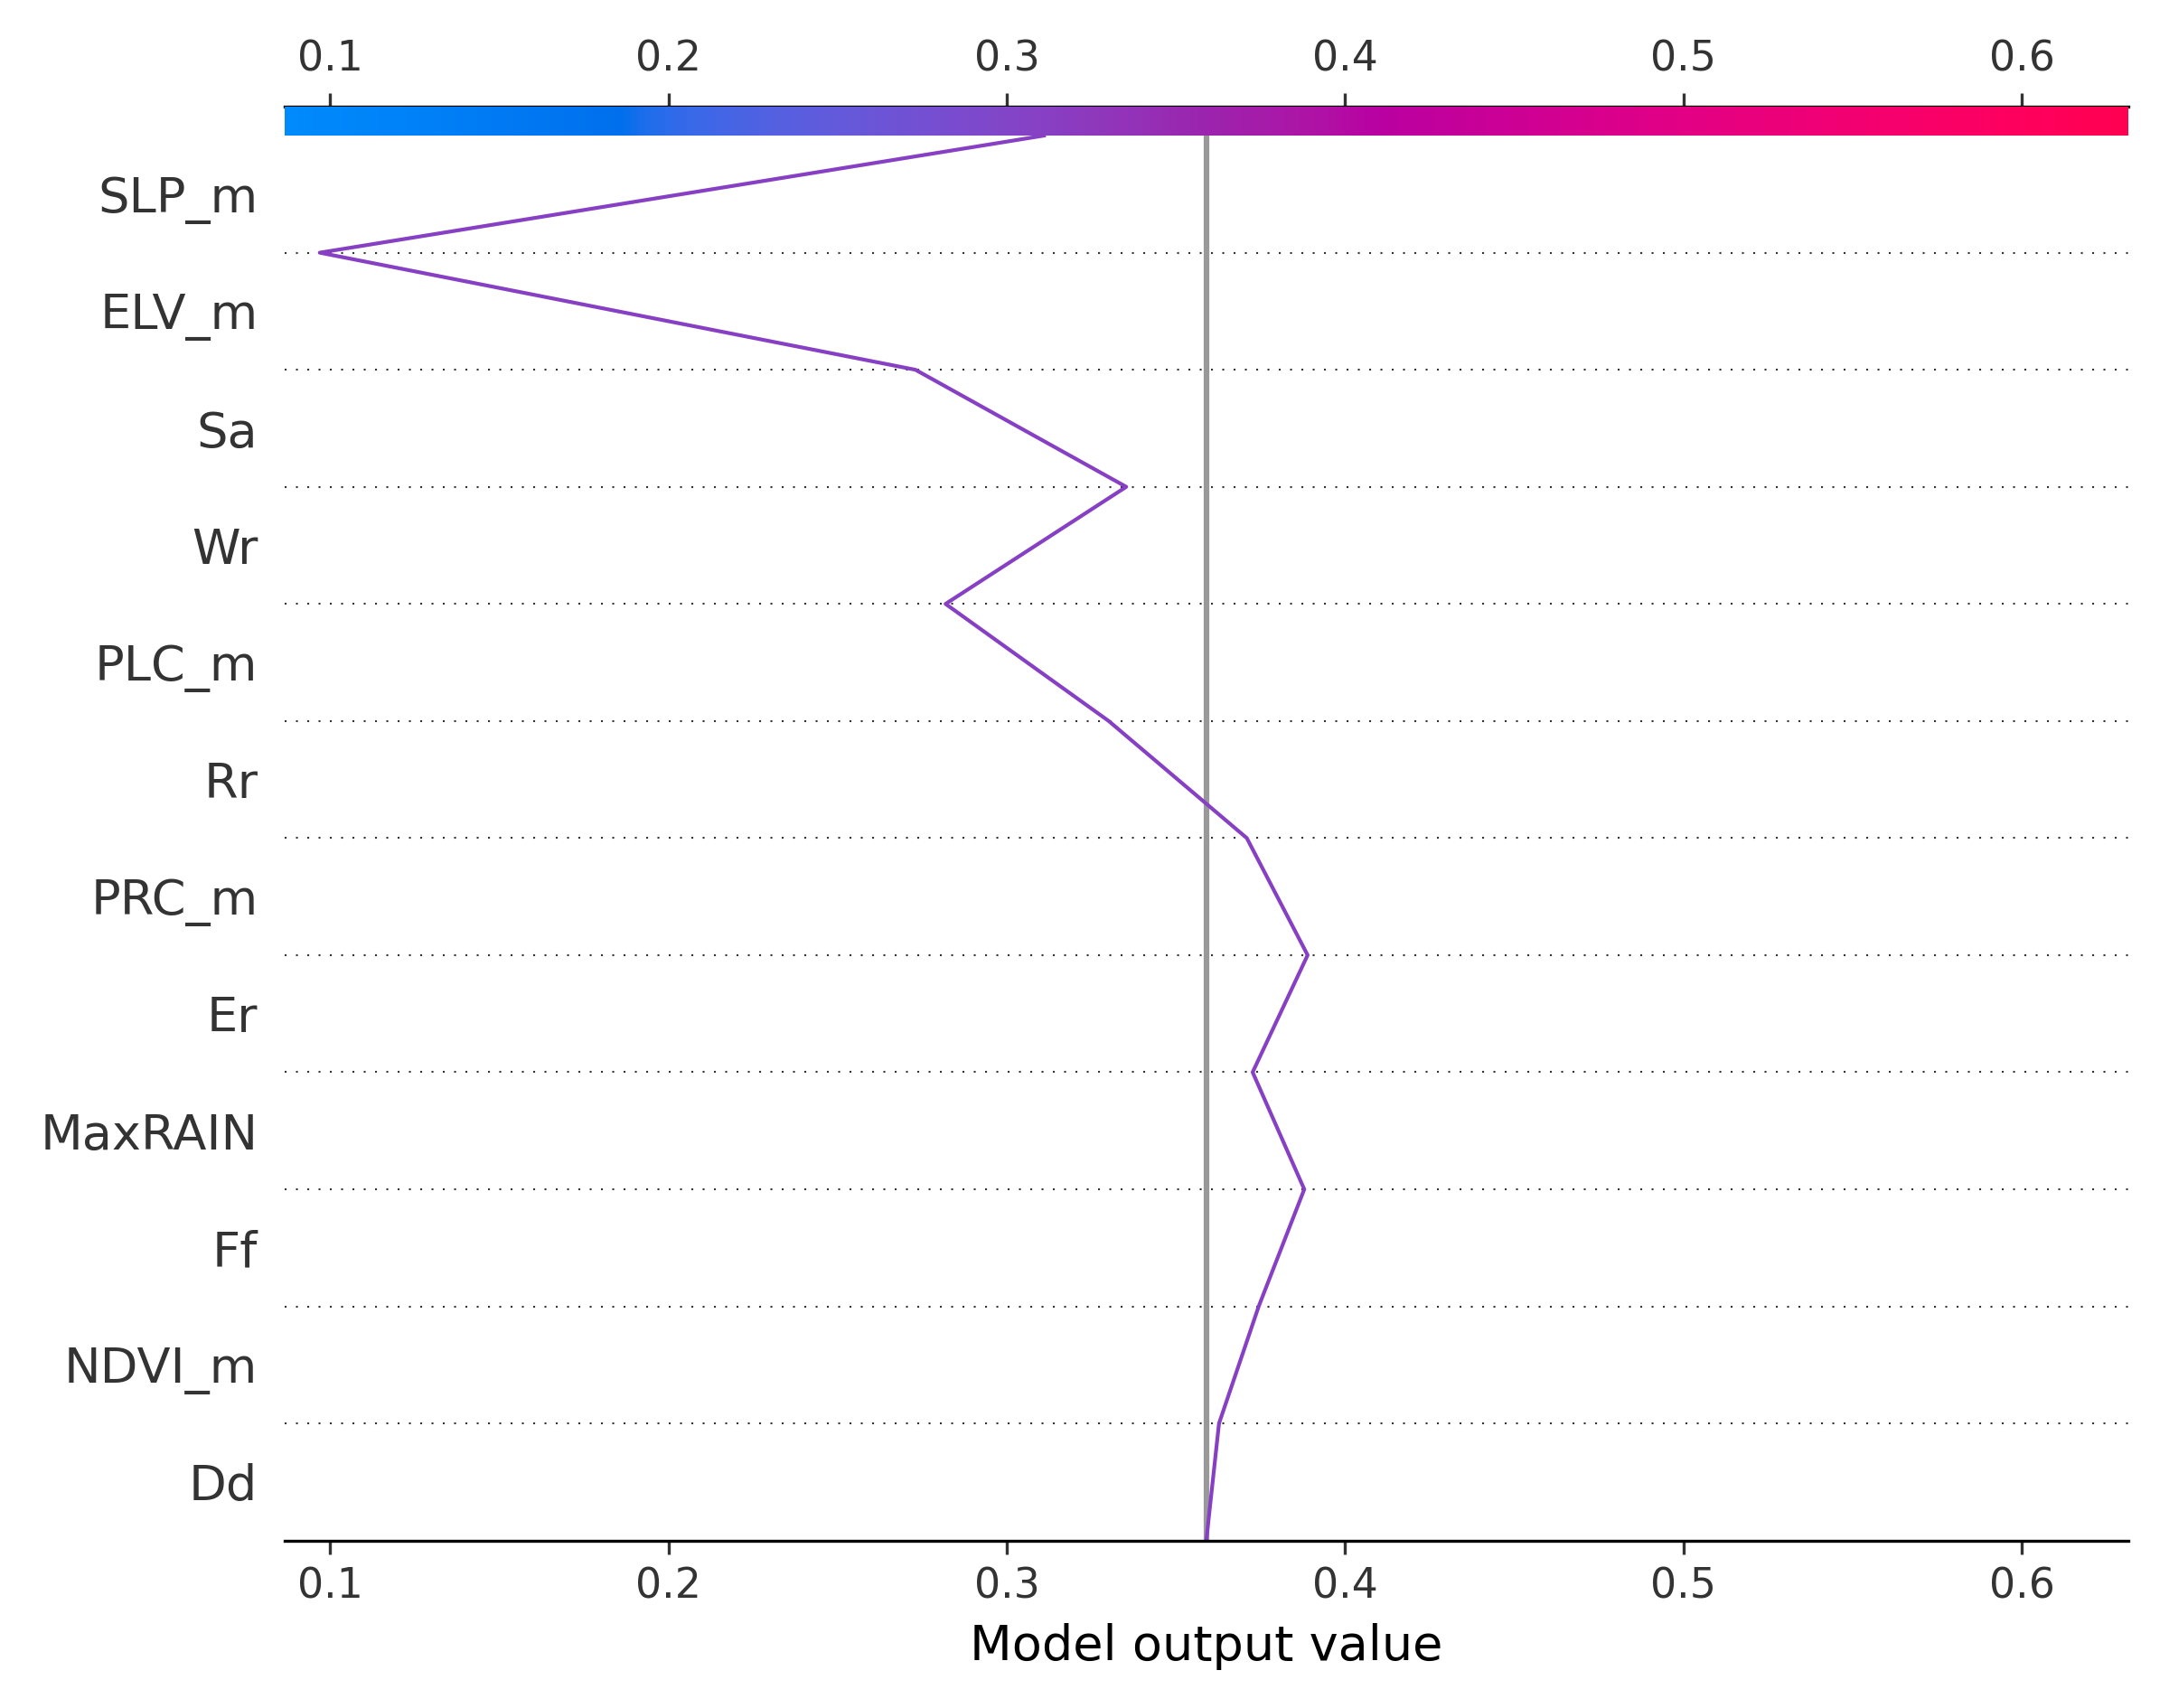 0.1 0.2 0.3 0.4 0.5 0.6
SLP_m
ELV_m
Sa
Wr
PLC_m
Rr
PRC_m
Er
MaxRAIN
Ff
NDVI_m
Dd
0.1 0.2 0.3 0.4 0.5 0.6
Model output value